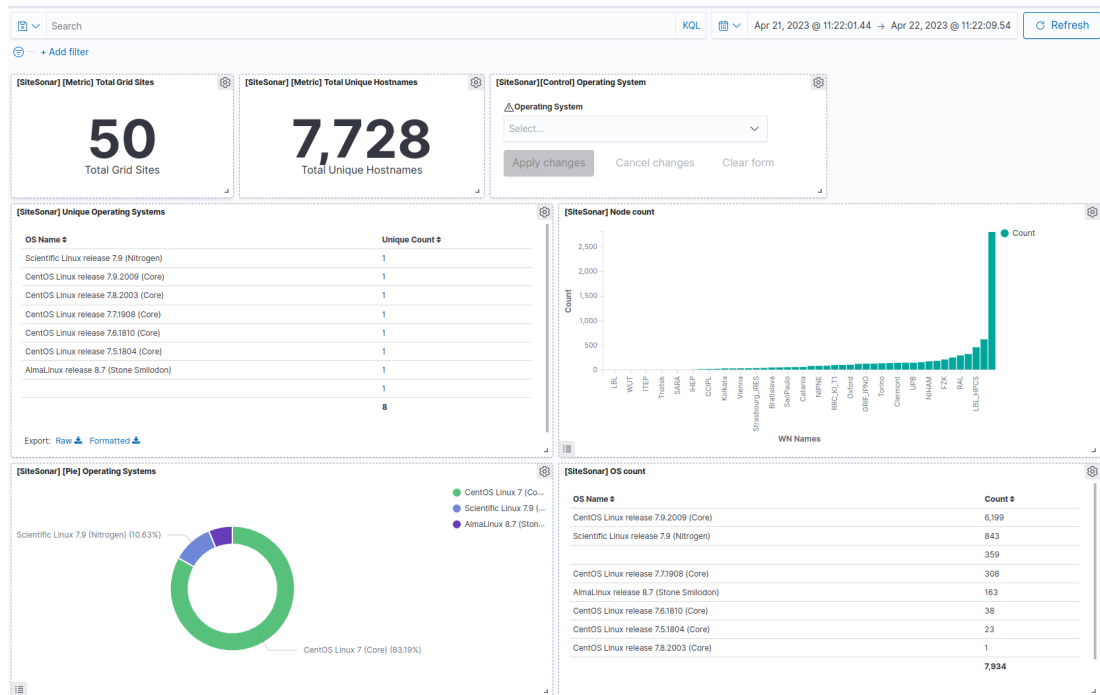 Search
KQL
Apr 21, 2023 @ 11:22:01.44 → Apr 22, 2023 @ 11:22:09.54
Refresh
+ Add filter
[SiteSonar] [Metric] Total Grid Sites
50
Total Grid Sites
[SiteSonar] [Metric] Total Unique Hostnames
7,728
Total Unique Hostnames
[SiteSonar][Control] Operating System
Operating System
Select...
Apply changes Cancel changes Clear form
[SiteSonar] Unique Operating Systems
OS Name Unique Count
Scientific Linux release 7.9 (Nitrogen) 1
CentOS Linux release 7.9.2009 (Core) 1
CentOS Linux release 7.8.2003 (Core) 1
CentOS Linux release 7.7.1908 (Core) 1
CentOS Linux release 7.6.1810 (Core) 1
CentOS Linux release 7.5.1804 (Core) 1
AlmaLinux release 8.7 (Stone Smilodon) 1
1
8
Export: Raw Formatted
[SiteSonar] Node count
Count
2,500
2,000
1,500
1,000
500
0
Count
LBL
WUT
ITEP
Troitsk
SARA
IHEP
CCIPL
Kolkata
Vienna
Strasbourg_IRES
Bratislava
SaoPaulo
Catania
NIPNE
RRC_KI_T1
Oxford
GRIF_IPNO
Torino
Clermont
UPB
NIHAM
FZK
RAL
LBL_HPCS
WN Names
[SiteSonar] [Pie] Operating Systems
CentOS Linux 7 (Co...
Scientific Linux 7.9 (...
AlmaLinux 8.7 (Ston...
Scientific Linux 7.9 (Nitrogen) (10.63%)
CentOS Linux 7 (Core) (83.19%)
[SiteSonar] OS count
OS Name Count
CentOS Linux release 7.9.2009 (Core) 6,199
Scientific Linux release 7.9 (Nitrogen) 843
359
CentOS Linux release 7.7.1908 (Core) 308
AlmaLinux release 8.7 (Stone Smilodon) 163
CentOS Linux release 7.6.1810 (Core) 38
CentOS Linux release 7.5.1804 (Core) 23
CentOS Linux release 7.8.2003 (Core) 1
7,934